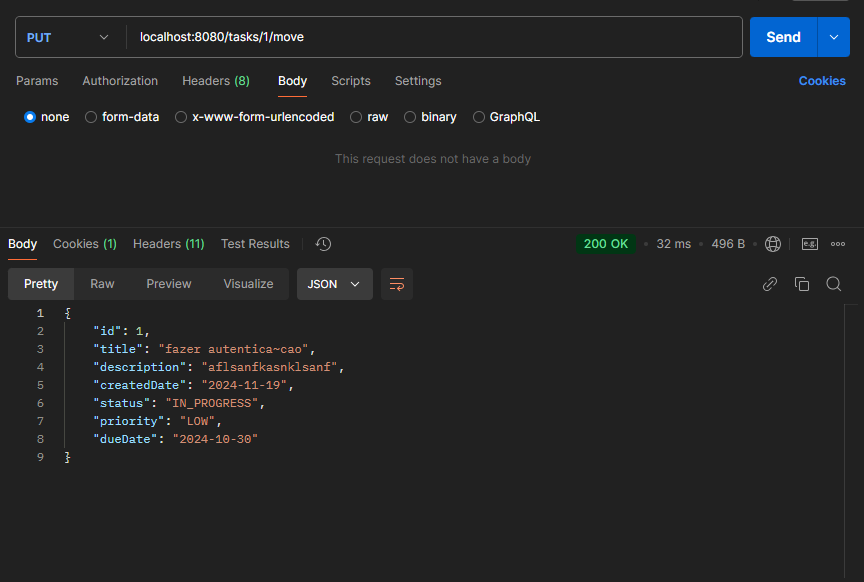 PUT localhost:8080/tasks/1/move Send
Params Authorization Headers (8) Body Scripts Settings Cookies
none form-data x-www-form-urlencoded raw binary GraphQL
This request does not have a body
Body Cookies (1) Headers (11) Test Results 200 OK • 32 ms • 496 B • e.g.
Pretty Raw Preview Visualize JSON
1 {
2 "id": 1,
3 "title": "fazer autentica~cao",
4 "description": "aflsanfkasnklsanf",
5 "createdDate": "2024-11-19",
6 "status": "IN_PROGRESS",
7 "priority": "LOW",
8 "dueDate": "2024-10-30"
9 }